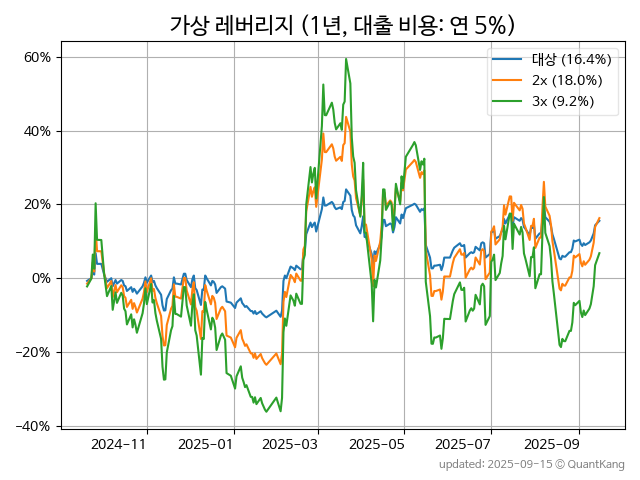 가상 레버리지 (1년, 대출 비용: 연 5%)
대상 (16.4%)
2x (18.0%)
3x (9.2%)
60%
40%
20%
0%
−20%
−40%
2024-11
2025-01
2025-03
2025-05
2025-07
2025-09
updated: 2025-09-15 © QuantKang